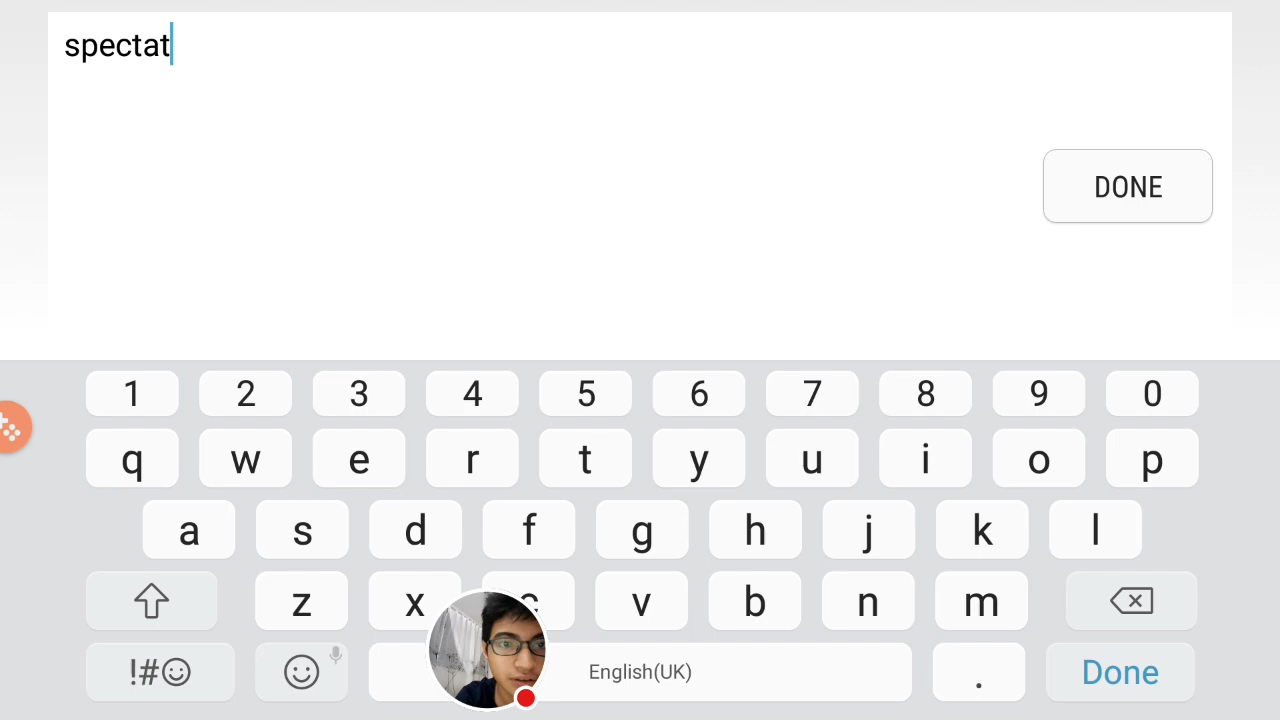 spectat
DONE
1 2 3 4 5 6 7 8 9 0
q w e r t y u i o p
a s d f g h j k l
z x c v b n m
!#☺ English(UK) . Done